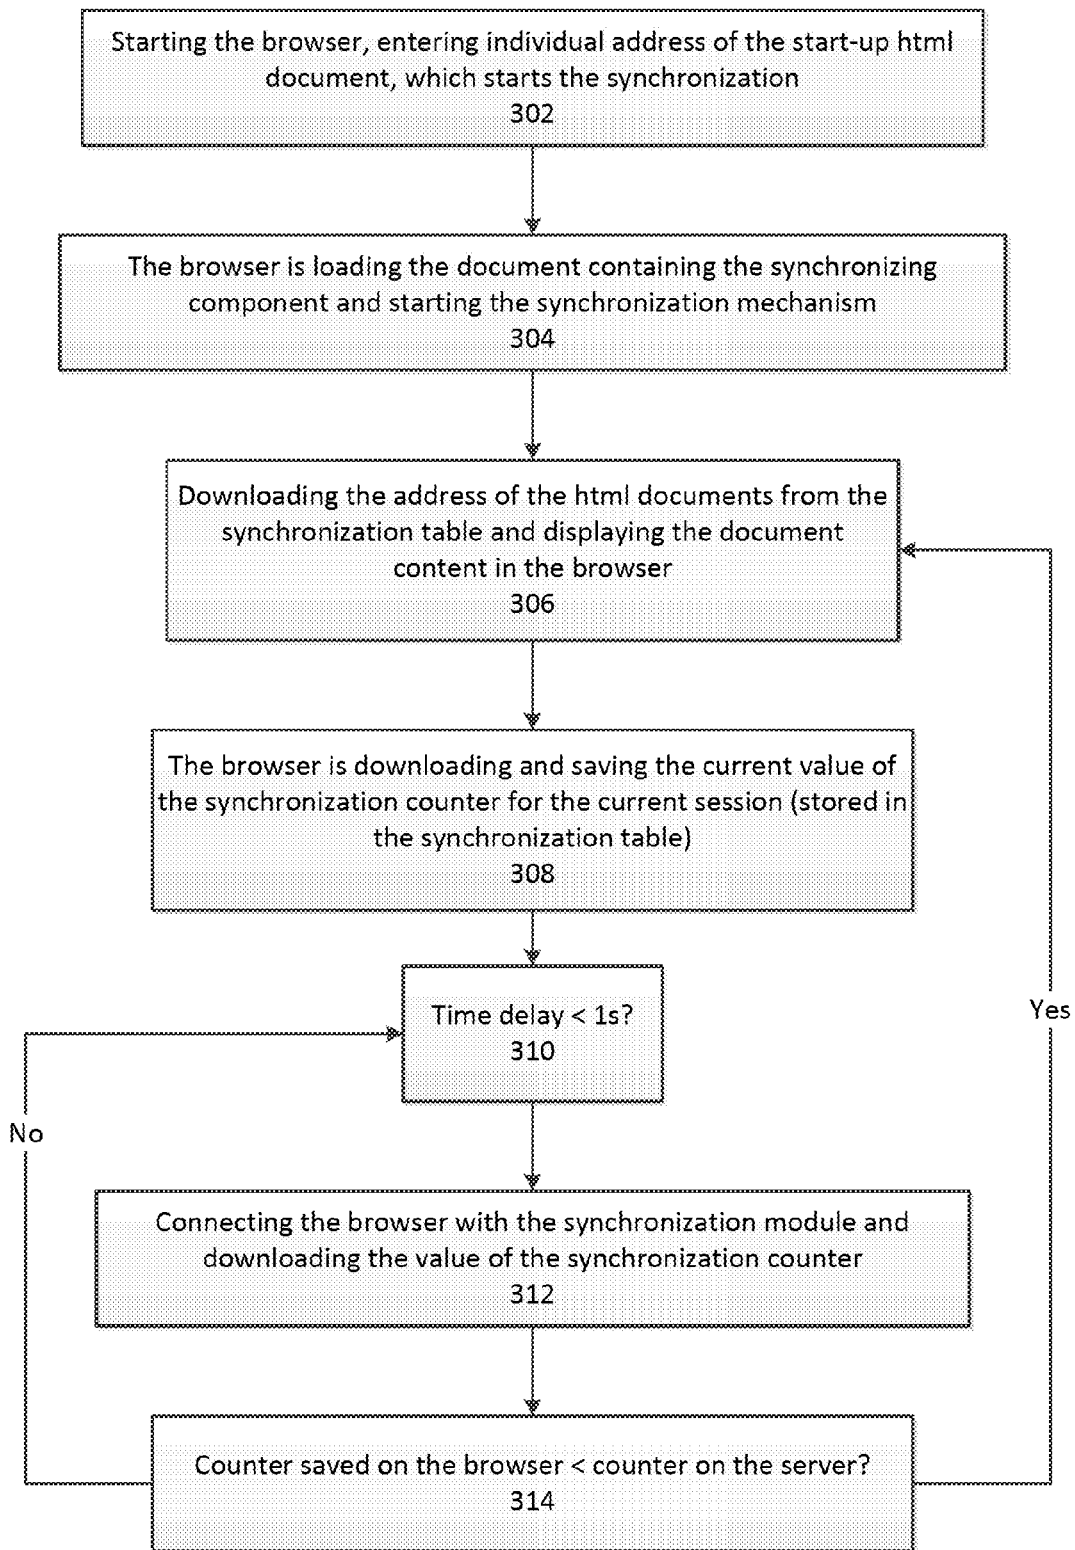 Starting the browser, entering individual address of the start-up html
document, which starts the synchronization
302
The browser is loading the document containing the synchronizing
component and starting the synchronization mechanism
304
Downloading the address of the html documents from the
synchronization table and displaying the document
content in the browser
306
The browser is downloading and saving the current value of
the synchronization counter for the current session (stored in
the synchronization table)
308
Time delay < 1s?
310
Yes
No
Connecting the browser with the synchronization module and
downloading the value of the synchronization counter
312
Counter saved on the browser < counter on the server?
314